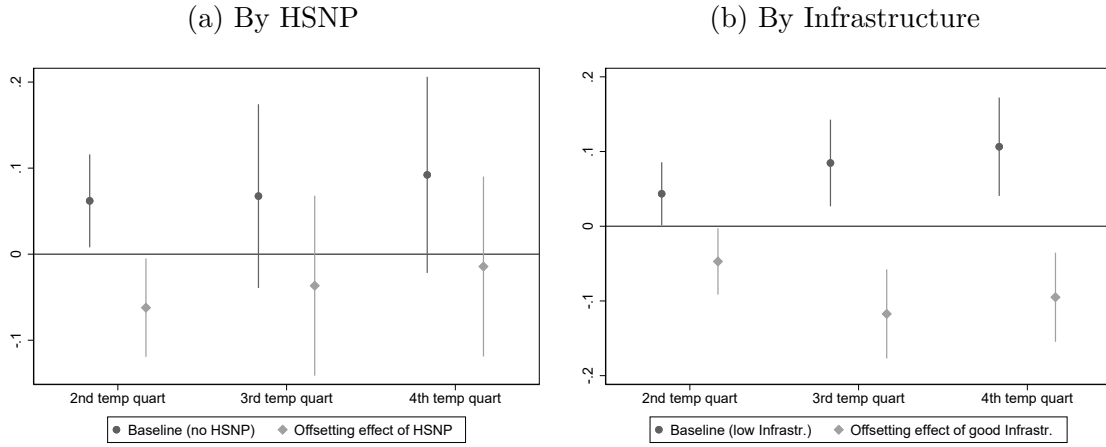 (a) By HSNP
.2
.1
0
-.1
2nd temp quart 3rd temp quart 4th temp quart
Baseline (no HSNP) Offsetting effect of HSNP
(b) By Infrastructure
.2
.1
0
-.1
-.2
2nd temp quart 3rd temp quart 4th temp quart
Baseline (low Infrastr.) Offsetting effect of good Infrastr.